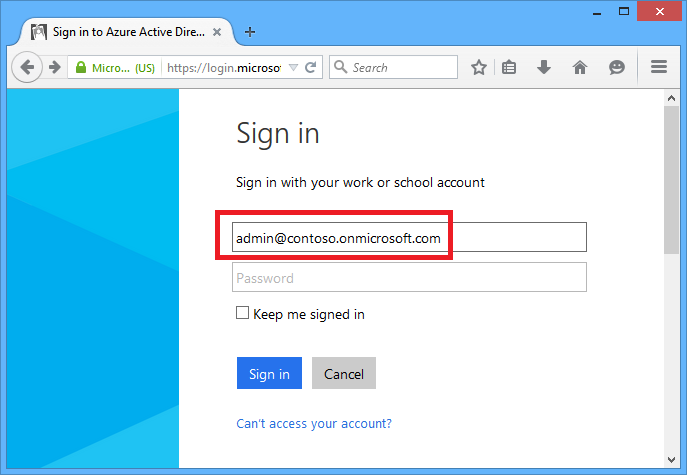 Sign in to Azure Active Dire...
Micro... (US)
https://login.microsof
Search
Sign in
Sign in with your work or school account
admin@contoso.onmicrosoft.com
Password
Keep me signed in
Sign in
Cancel
Can't access your account?